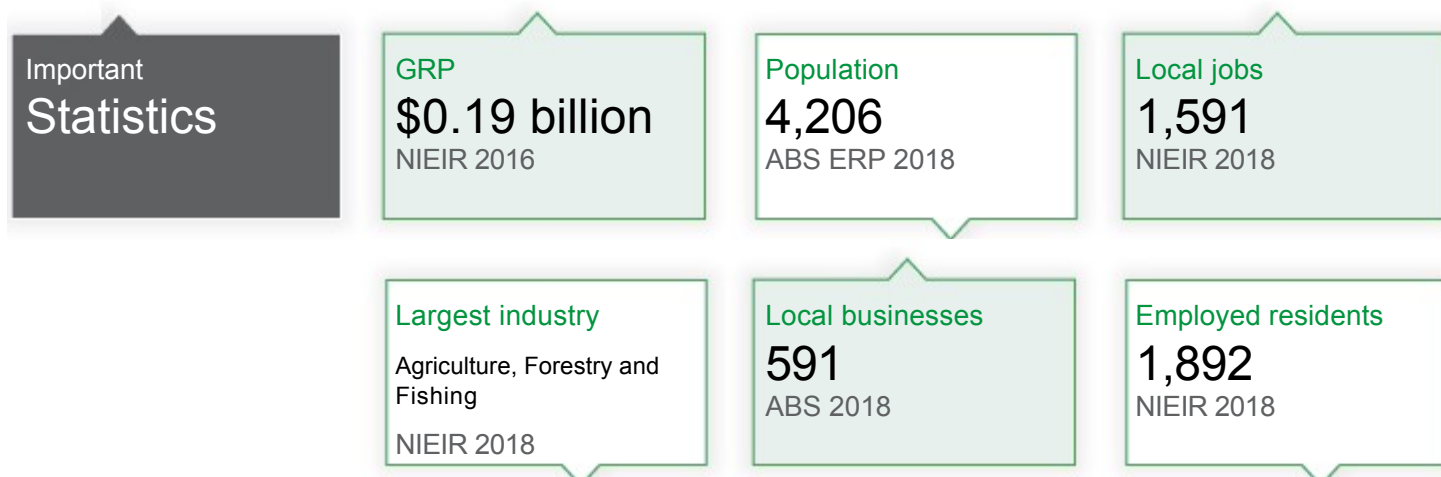 Important
Statistics
GRP
$0.19 billion
NIEIR 2016
Population
4,206
ABS ERP 2018
Local jobs
1,591
NIEIR 2018
Largest industry
Agriculture, Forestry and
Fishing
NIEIR 2018
Local businesses
591
ABS 2018
Employed residents
1,892
NIEIR 2018